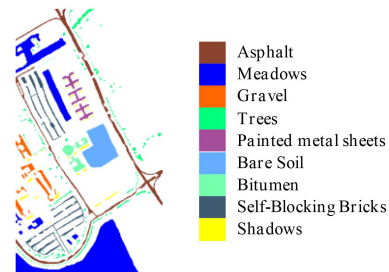 Asphalt
Meadows
Gravel
Trees
Painted metal sheets
Bare Soil
Bitumen
Self-Blocking Bricks
Shadows